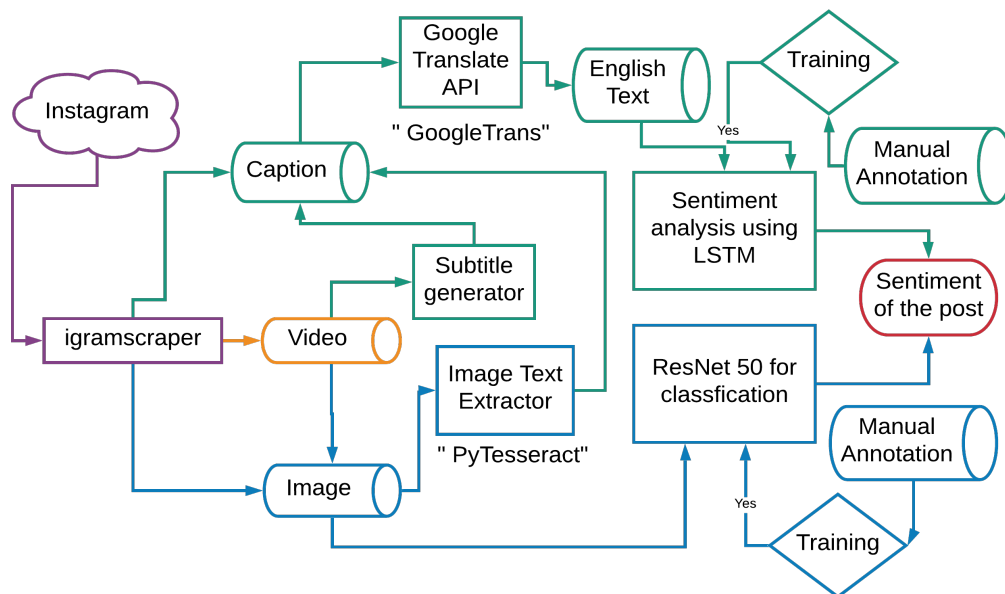 Google
Translate
API
" GoogleTrans"
English
Text
Training
Yes
Manual
Annotation
Instagram
Caption
Sentiment
analysis using
LSTM
Subtitle
generator
Sentiment
of the post
igramscraper
Video
Image Text
Extractor
" PyTesseract"
ResNet 50 for
classfication
Manual
Annotation
Image
Yes
Training